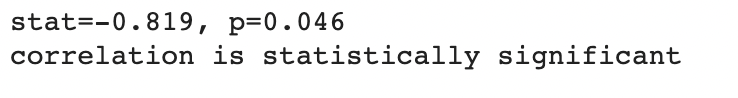 stat=-0.819, p=0.046
correlation is statistically significant